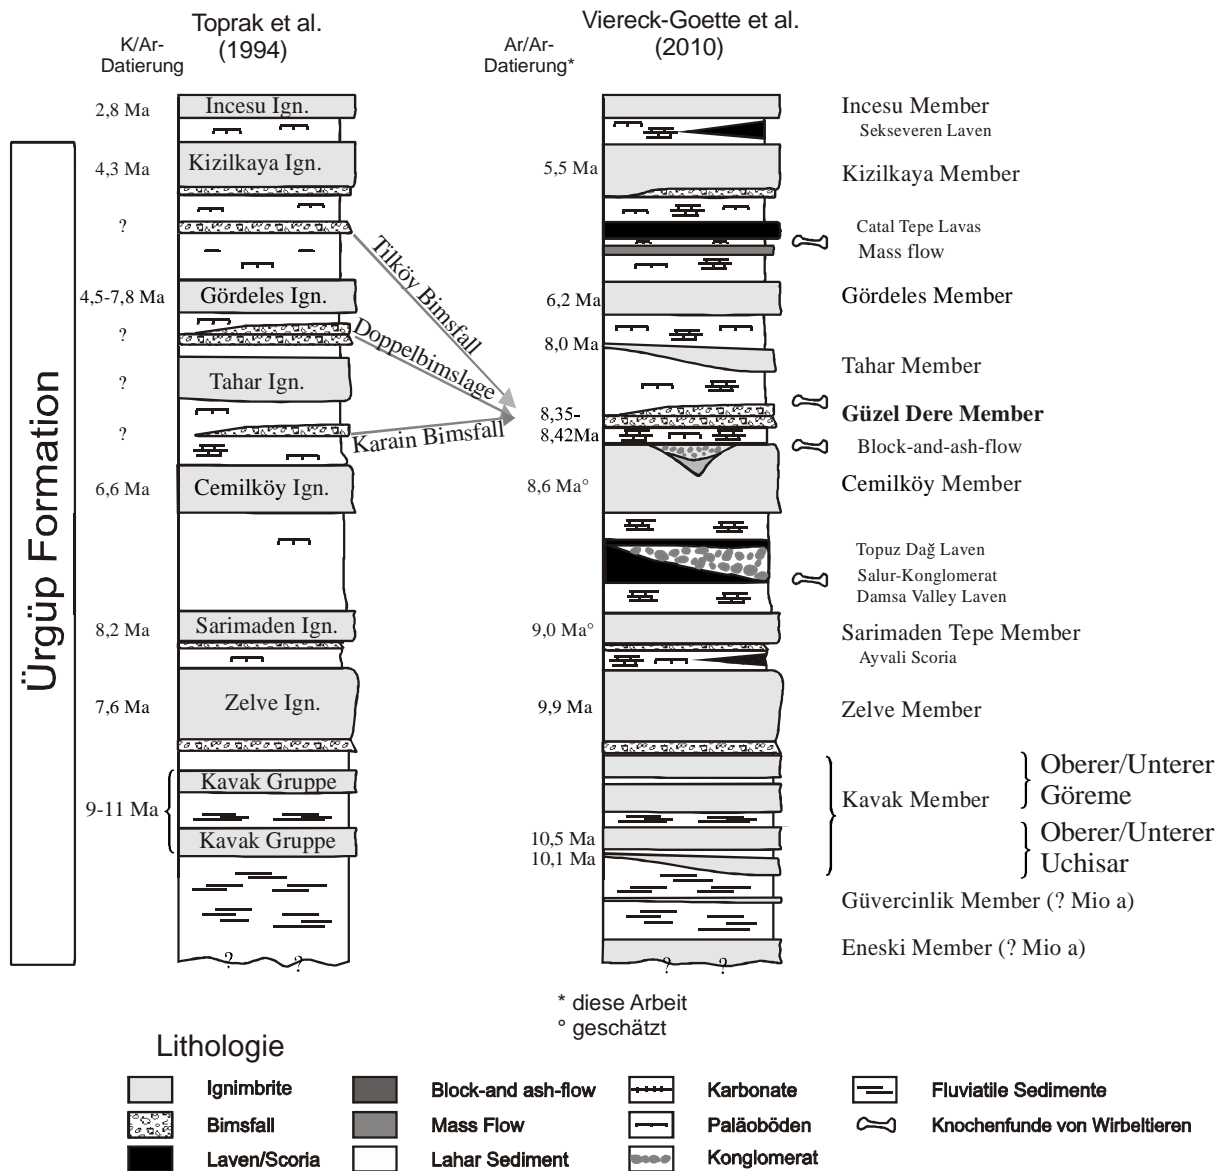 Toprak et al.
(1994)
K/Ar-
Datierung
Viereck-Goette et al.
(2010)
Ar/Ar-
Datierung*
Ürgüp Formation
2,8 Ma
4,3 Ma
?
4,5-7,8 Ma
?
?
?
6,6 Ma
8,2 Ma
7,6 Ma
9-11 Ma
Incesu Ign.
Kizilkaya Ign.
Gördeles Ign.
Tahar Ign.
Cemilköy Ign.
Sarimaden Ign.
Zelve Ign.
Kavak Gruppe
Kavak Gruppe
? ?
Tilköy Bimsfall
Doppelbimslage
Karain Bimsfall
5,5 Ma
6,2 Ma
8,0 Ma
8,35-
8,42Ma
8,6 Ma°
9,0 Ma°
9,9 Ma
10,5 Ma
10,1 Ma
? ?
Incesu Member
Sekseveren Laven
Kizilkaya Member
Catal Tepe Lavas
Mass flow
Gördeles Member
Tahar Member
Güzel Dere Member
Block-and-ash-flow
Cemilköy Member
Topuz Dağ Laven
Salur-Konglomerat
Damsa Valley Laven
Sarimaden Tepe Member
Ayvali Scoria
Zelve Member
Kavak Member
Oberer/Unterer
Göreme
Oberer/Unterer
Uchisar
Güvercinlik Member (? Mio a)
Eneski Member (? Mio a)
* diese Arbeit
° geschätzt
Lithologie
Ignimbrite
Bimsfall
Laven/Scoria
Block-and ash-flow
Mass Flow
Lahar Sediment
Karbonate
Paläoböden
Konglomerat
Fluviatile Sedimente
Knochenfunde von Wirbeltieren